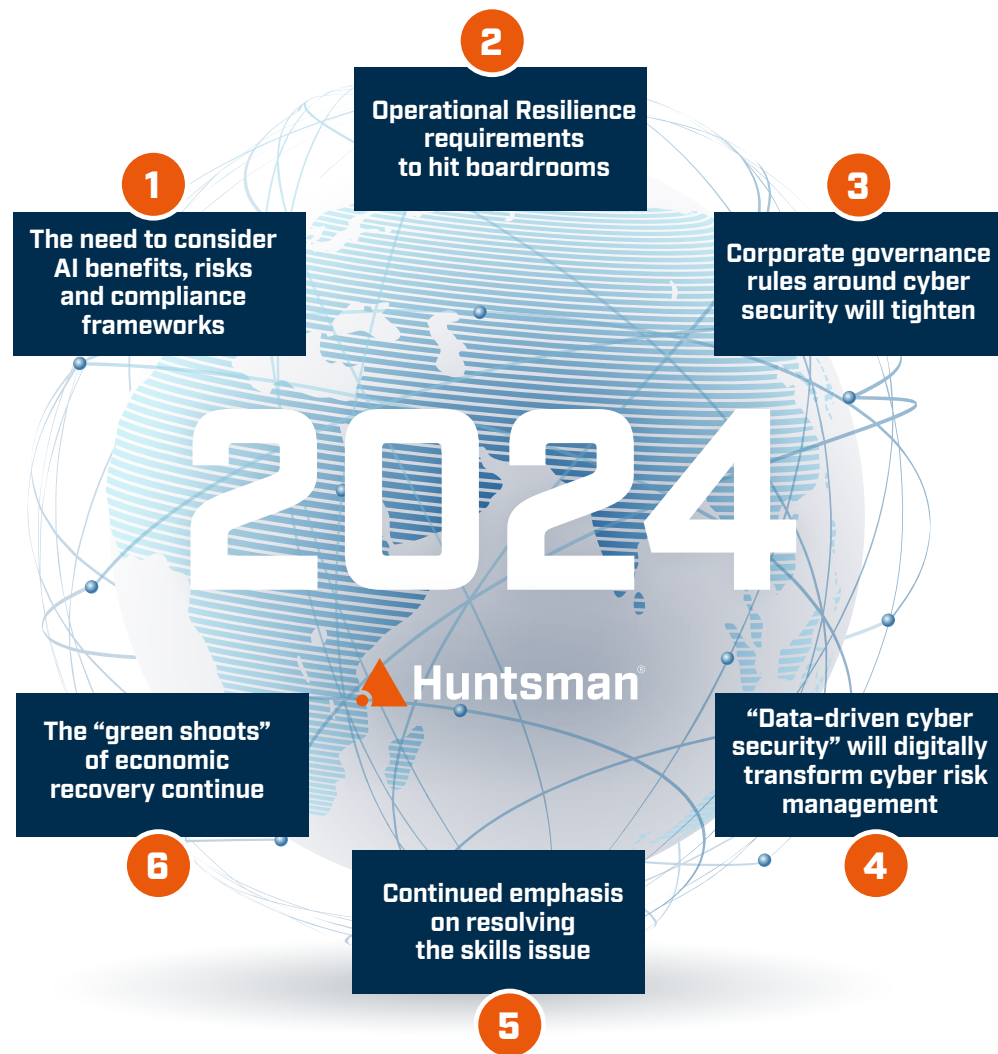 1
The need to consider
AI benefits, risks
and compliance
frameworks
2
Operational Resilience
requirements
to hit boardrooms
3
Corporate governance
rules around cyber
security will tighten
2024
Huntsman®
4
“Data-driven cyber
security” will digitally
transform cyber risk
management
5
Continued emphasis
on resolving
the skills issue
6
The “green shoots”
of economic
recovery continue